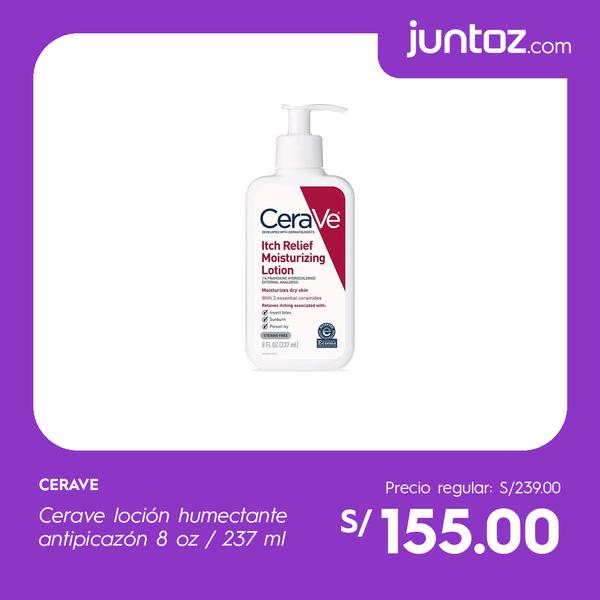 juntoz.com
CeraVe
DEVELOPED WITH DERMATOLOGISTS
Itch Relief
Moisturizing
Lotion
1% PRAMOXINE HYDROCHLORIDE
EXTERNAL ANALGESIC
Moisturizes dry skin
With 3 essential ceramides
Relieves itching associated with:
Insect bites
Sunburn
Poison ivy
STEROID FREE
8 FL OZ (237 mL)
CERAVE
Cerave loción humectante
antipicazón 8 oz / 237 ml
Precio regular: S/239.00
S/155.00